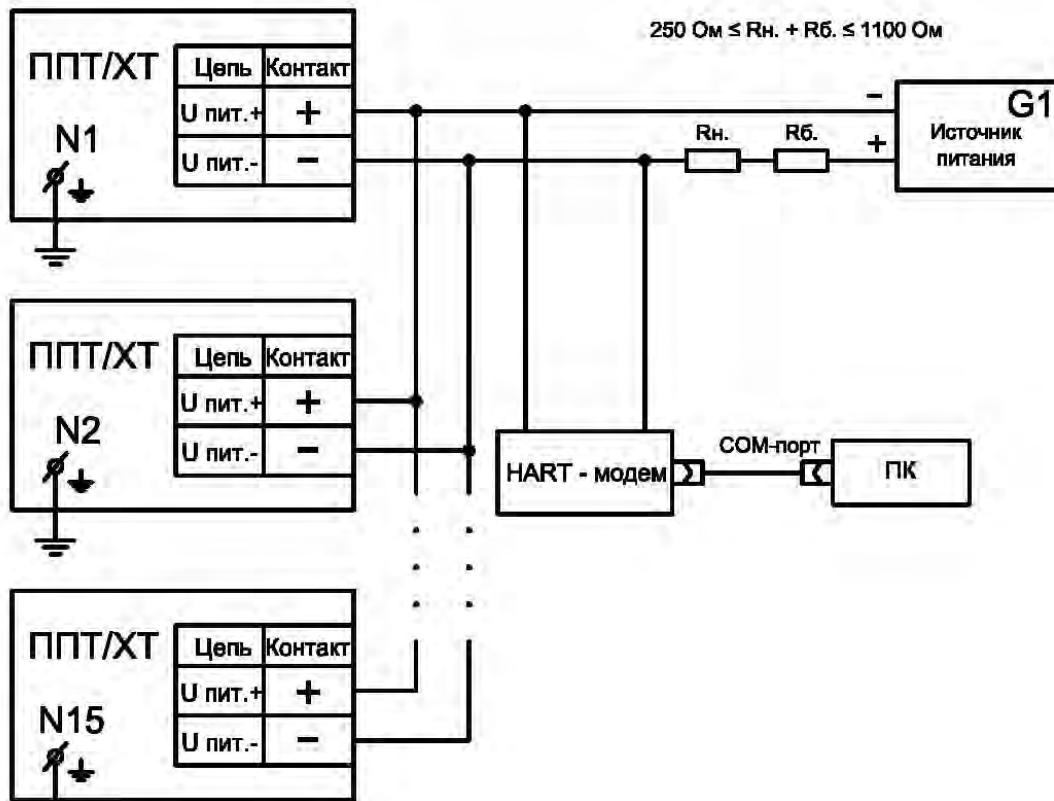 250 Ом ≤ Rн. + Rб. ≤ 1100 Ом
ППТ/ХТ
N1
Цепь Контакт
U пит.+ +
U пит.- −
− G1
Rн. Rб. +
Источник
питания
ППТ/ХТ
N2
Цепь Контакт
U пит.+ +
U пит.- −
HART - модем
COM-порт
ПК
ППТ/ХТ
N15
Цепь Контакт
U пит.+ +
U пит.- −